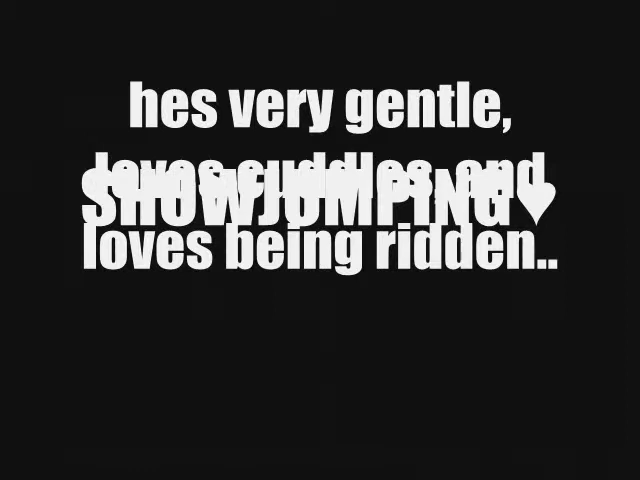 hes very gentle,
loves cuddles, and
SHOWJUMPING♥
loves being ridden..